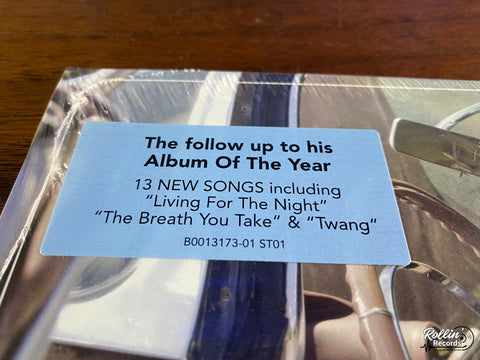 The follow up to his
Album Of The Year
13 NEW SONGS including
“Living For The Night”
“The Breath You Take” & “Twang”
B0013173-01 ST01
Rollin'
Records